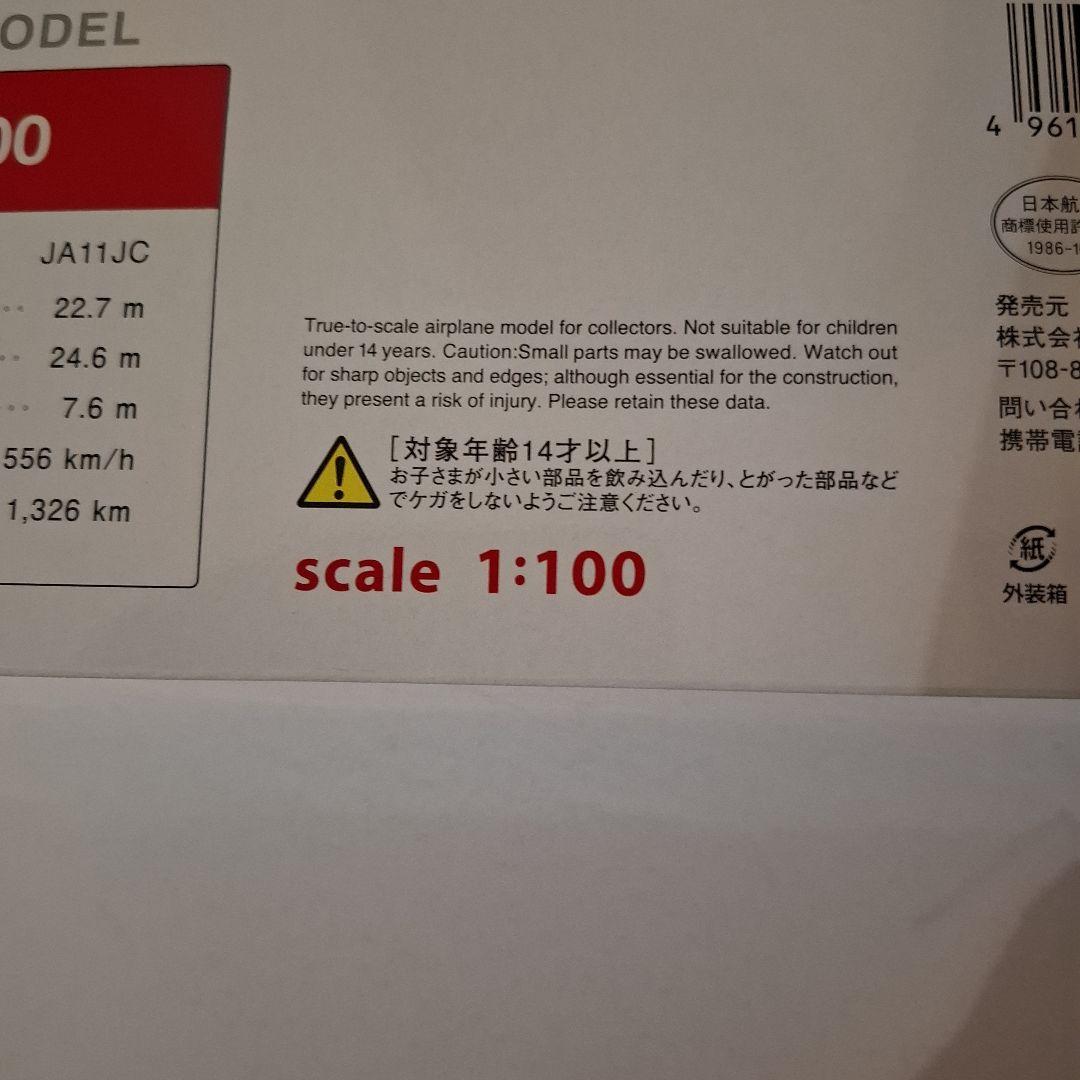 ODEL
00
JA11JC
22.7 m
24.6 m
7.6 m
556 km/h
1,326 km
True-to-scale airplane model for collectors. Not suitable for children
under 14 years. Caution:Small parts may be swallowed. Watch out
for sharp objects and edges; although essential for the construction,
they present a risk of injury. Please retain these data.
[対象年齢14才以上]
お子さまが小さい部品を飲み込んだり、とがった部品など
でケガをしないようご注意ください。
scale 1:100
4 961
日本航
商標使用許
1986-1
発売元
株式会社
〒108-8
問い合わ
携帯電話
紙
外装箱